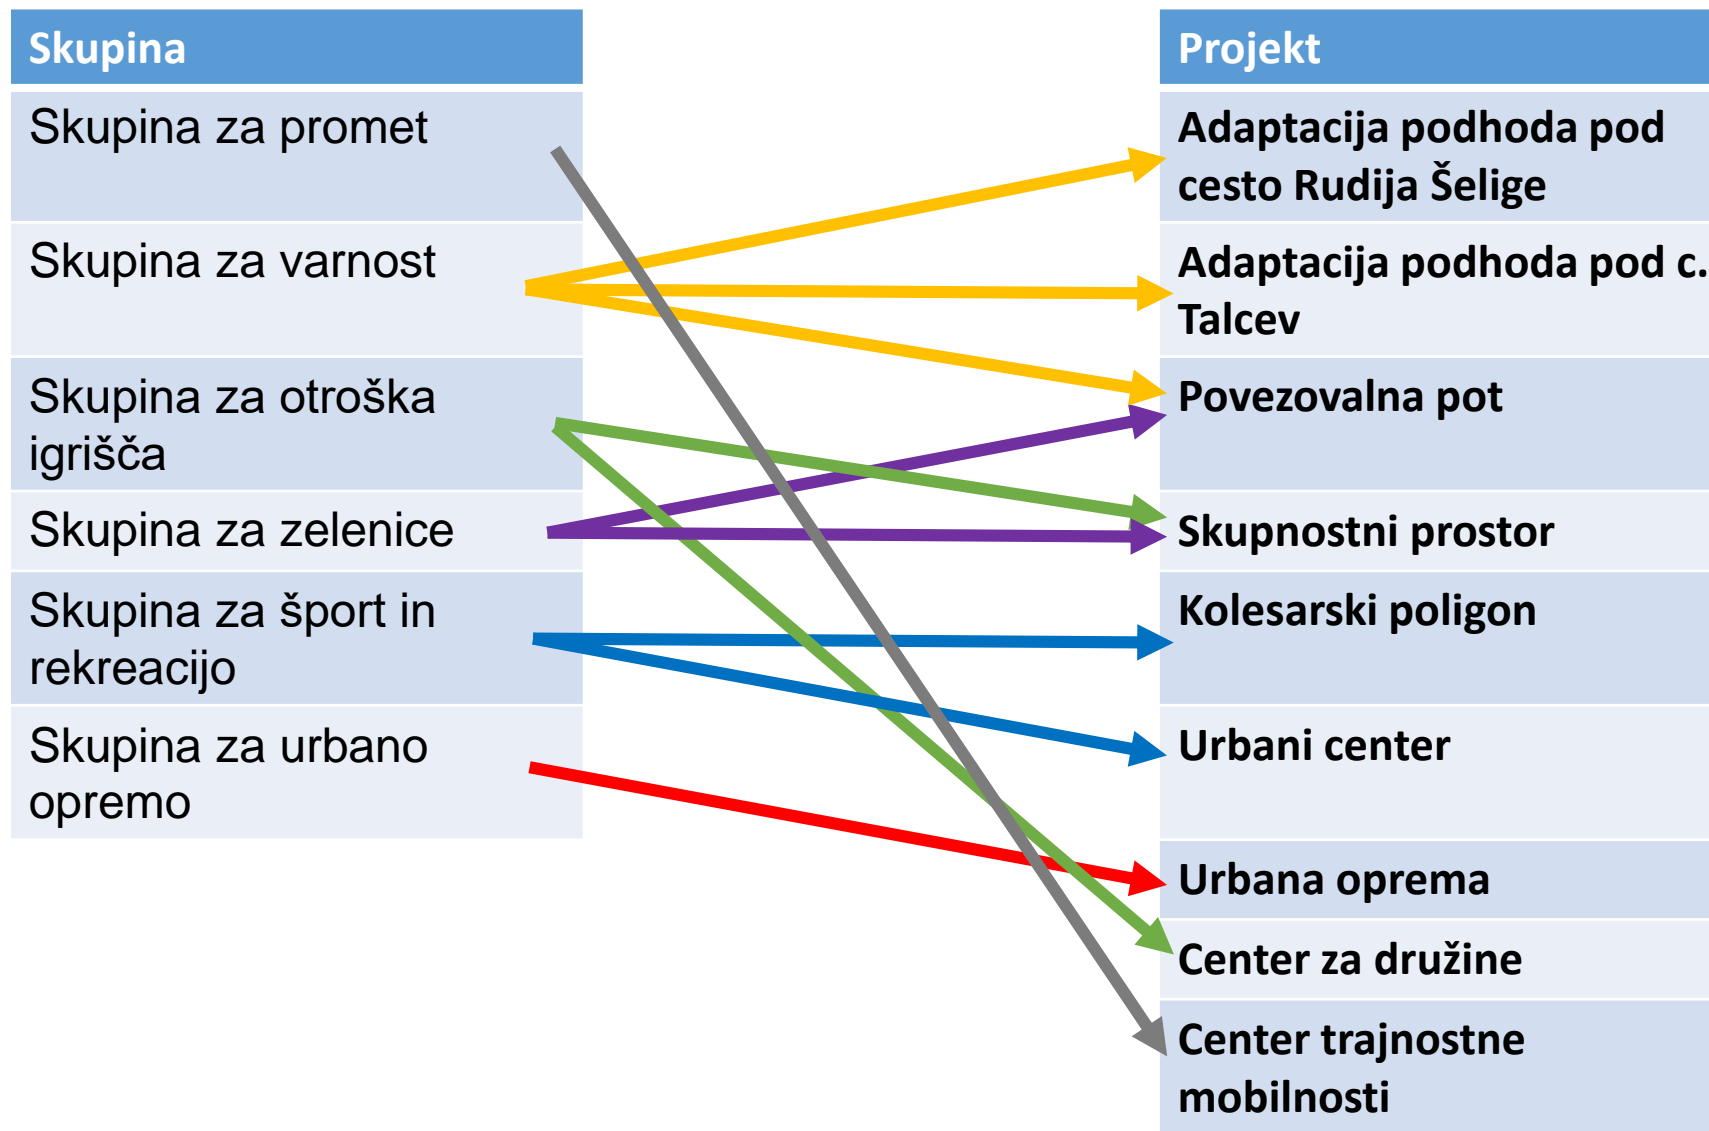 Skupina
Skupina za promet
Skupina za varnost
Skupina za otroška
igrišča
Skupina za zelenice
Skupina za šport in
rekreacijo
Skupina za urbano
opremo
Projekt
Adaptacija podhoda pod
cesto Rudija Šelige
Adaptacija podhoda pod c.
Talcev
Povezovalna pot
Skupnostni prostor
Kolesarski poligon
Urbani center
Urbana oprema
Center za družine
Center trajnostne
mobilnosti